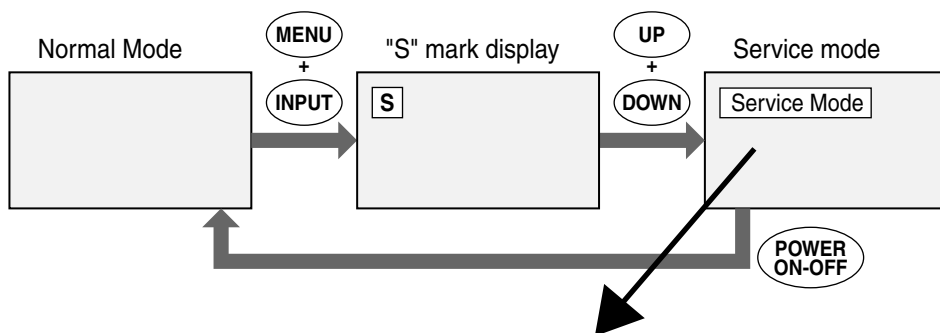 Normal Mode
MENU
+
INPUT
"S" mark display
UP
+
DOWN
Service mode
S
Service Mode
POWER
ON-OFF